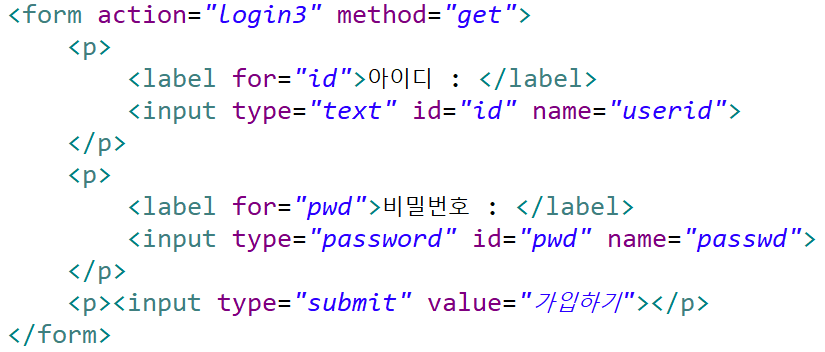 <form action="login3" method="get">
    <p>
        <label for="id">아이디 : </label>
        <input type="text" id="id" name="userid">
    </p>
    <p>
        <label for="pwd">비밀번호 : </label>
        <input type="password" id="pwd" name="passwd">
    </p>
    <p><input type="submit" value="가입하기"></p>
</form>